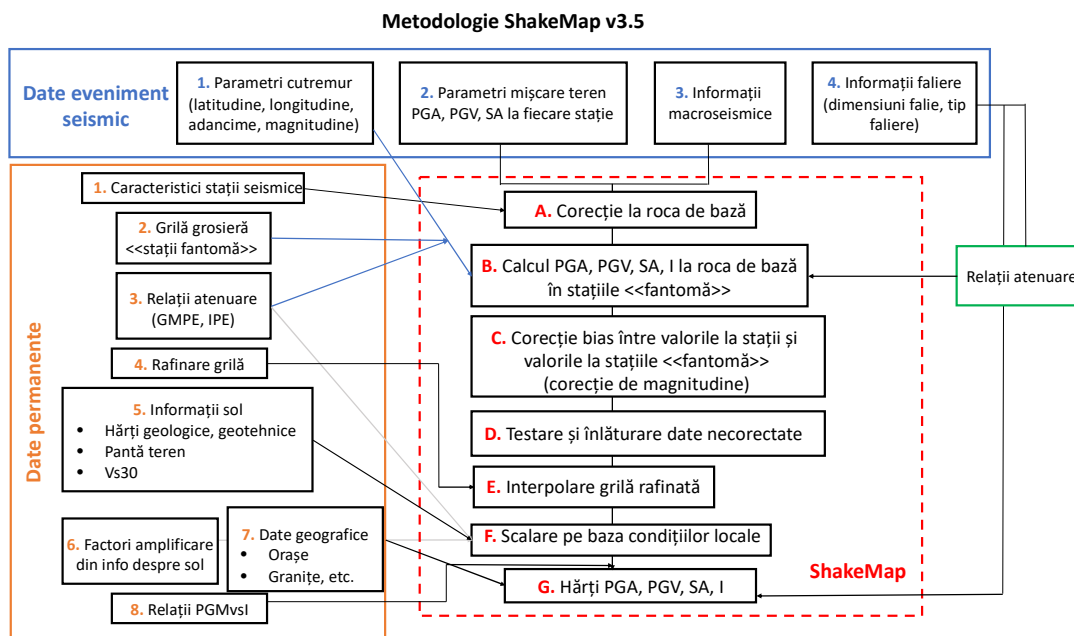 Metodologie ShakeMap v3.5
Date eveniment
seismic
1. Parametri cutremur
(latitudine, longitudine,
adancime, magnitudine)
2. Parametri mișcare teren
PGA, PGV, SA la fiecare stație
3. Informații
macroseismice
4. Informații faliere
(dimensiuni falie, tip
faliere)
Date permanente
1. Caracteristici stații seismice
2. Grilă grosieră
<<stații fantomă>>
3. Relații atenuare
(GMPE, IPE)
4. Rafinare grilă
5. Informații sol
• Hărți geologice, geotehnice
• Pantă teren
• Vs30
6. Factori amplificare
din info despre sol
7. Date geografice
• Orașe
• Granițe, etc.
8. Relații PGMvsI
A. Corecție la roca de bază
B. Calcul PGA, PGV, SA, I la roca de bază
în stațiile <<fantomă>>
C. Corecție bias între valorile la stații și
valorile la stațiile <<fantomă>>
(corecție de magnitudine)
D. Testare și înlăturare date necorectate
E. Interpolare grilă rafinată
F. Scalare pe baza condițiilor locale
G. Hărți PGA, PGV, SA, I
ShakeMap
Relații atenuare